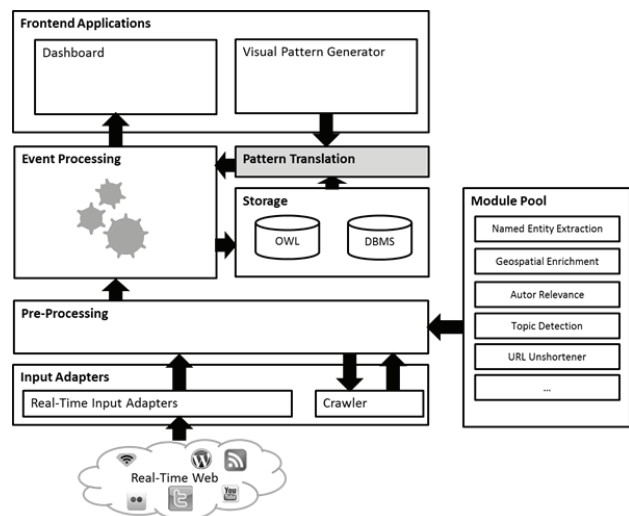 Frontend Applications
Dashboard
Visual Pattern Generator
Event Processing
Pattern Translation
Storage
OWL
DBMS
Module Pool
Named Entity Extraction
Geospatial Enrichment
Autor Relevance
Topic Detection
URL Unshortener
...
Pre-Processing
Input Adapters
Real-Time Input Adapters
Crawler
Real-Time Web
You
Tube